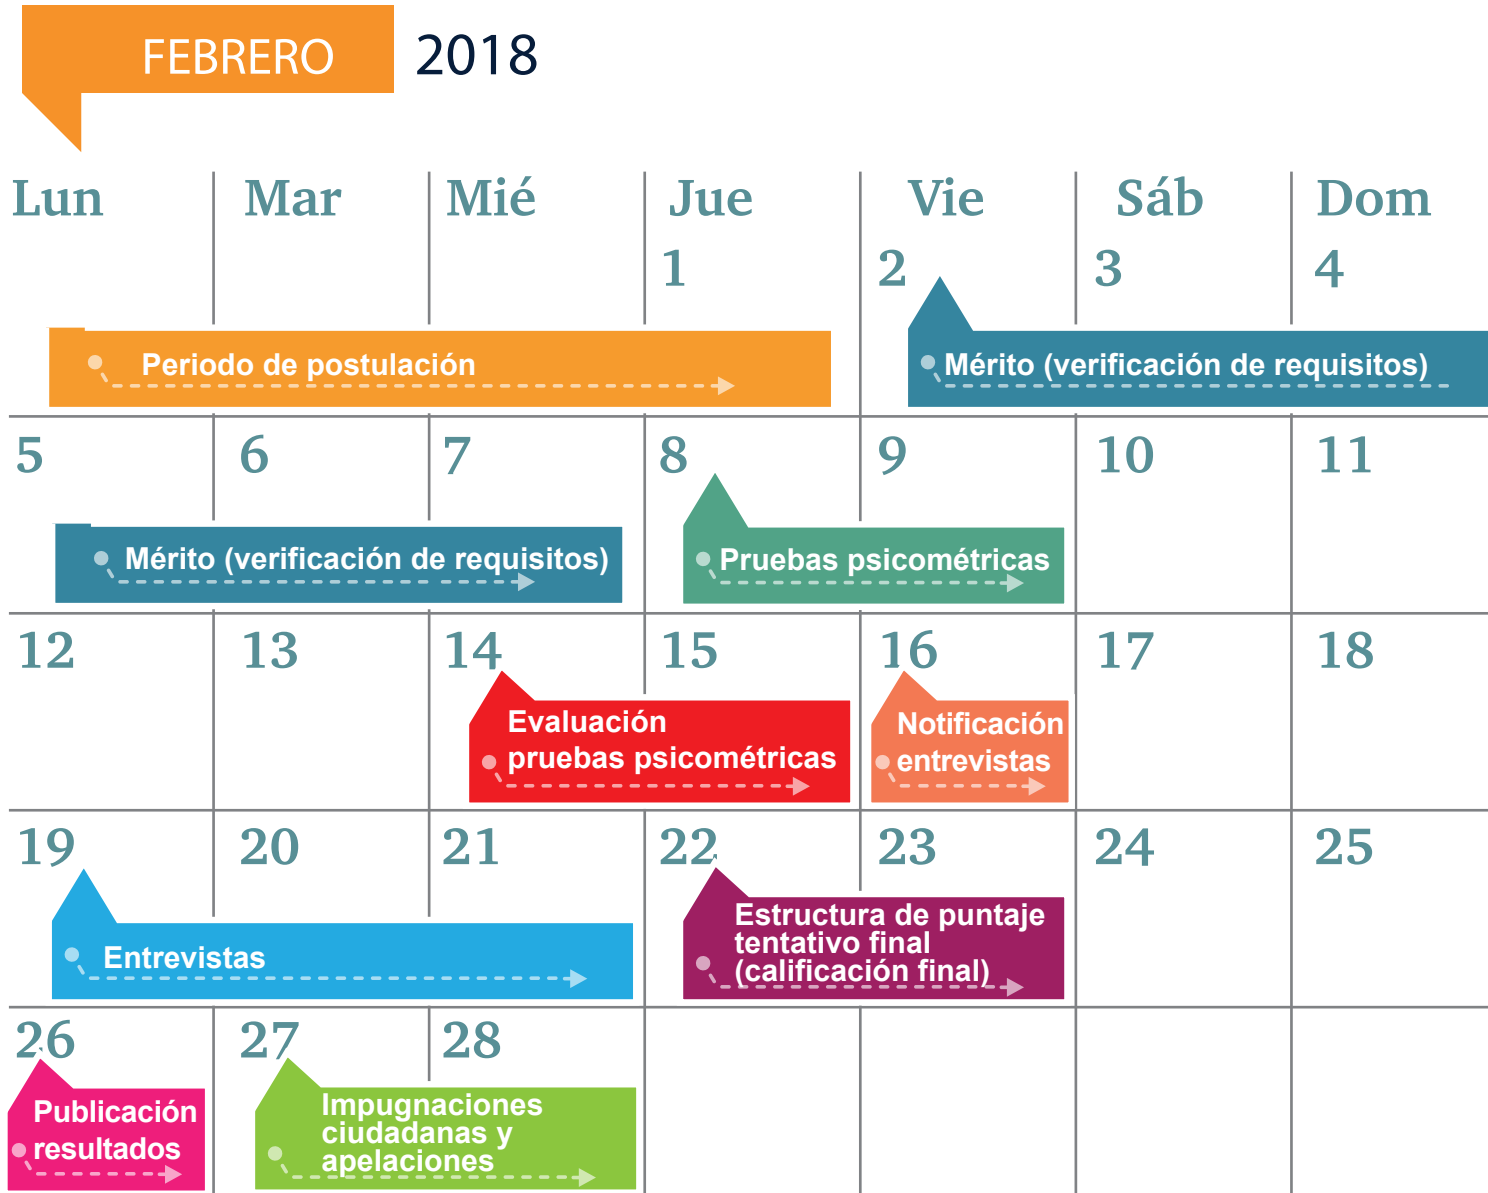 FEBRERO 2018
Lun Mar Mié Jue Vie Sáb Dom
1 2 3 4
Periodo de postulación
Mérito (verificación de requisitos)
5 6 7 8 9 10 11
Mérito (verificación de requisitos)
Pruebas psicométricas
12 13 14 15 16 17 18
Evaluación
pruebas psicométricas
Notificación
entrevistas
19 20 21 22 23 24 25
Entrevistas
Estructura de puntaje
tentativo final
(calificación final)
26 27 28
Publicación
resultados
Impugnaciones
ciudadanas y
apelaciones